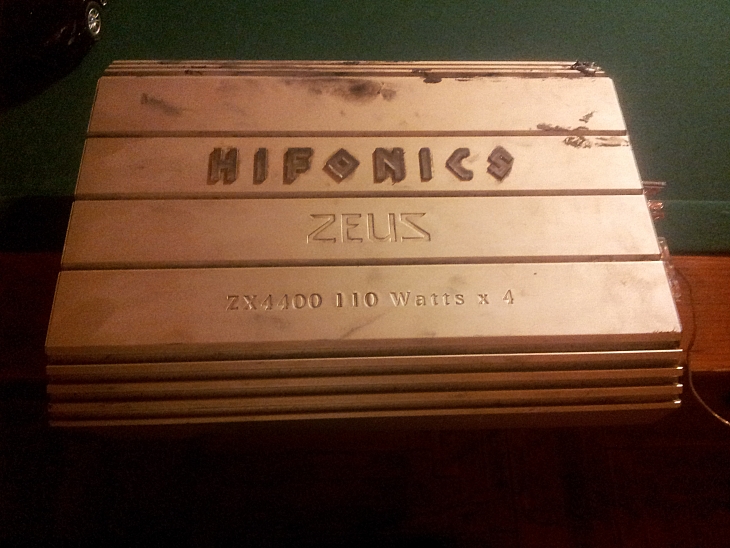 HIFONICS
ZEUS
ZX4400 110 Watts x 4